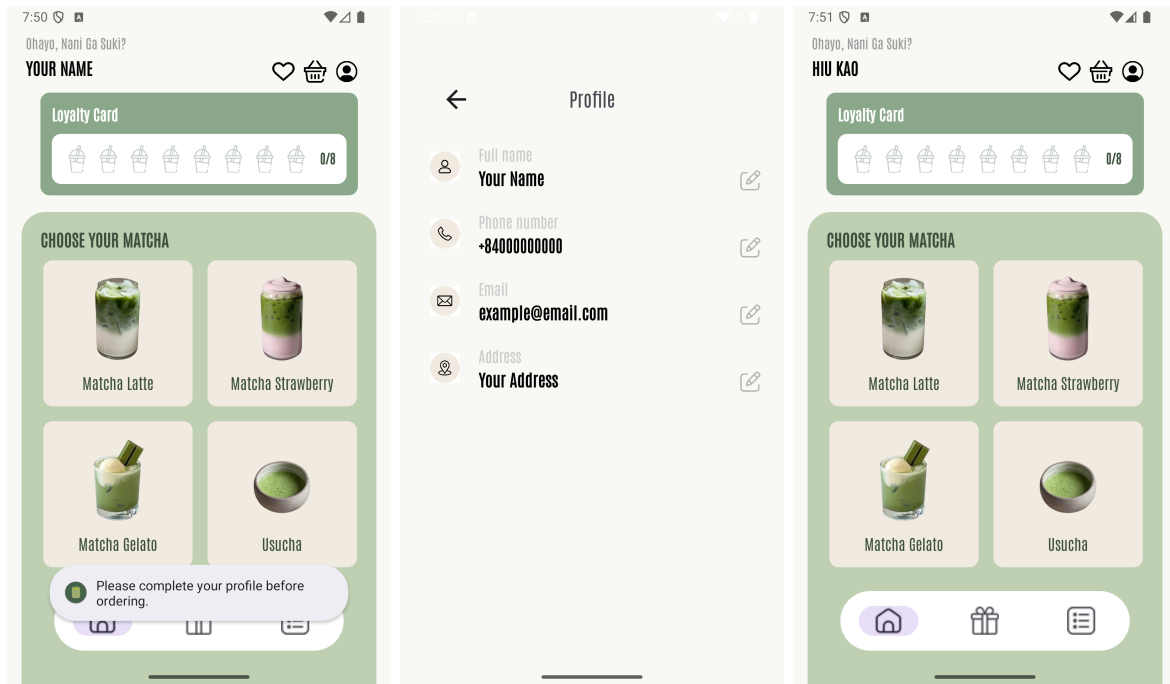 7:50
Ohayo, Nani Ga Suki?
YOUR NAME
Loyalty Card
0/8
CHOOSE YOUR MATCHA
Matcha Latte
Matcha Strawberry
Matcha Gelato
Usucha
Please complete your profile before
ordering.
7:50
Profile
Full name
Your Name
Phone number
+84000000000
Email
example@email.com
Address
Your Address
7:51
Ohayo, Nani Ga Suki?
HIU KAO
Loyalty Card
0/8
CHOOSE YOUR MATCHA
Matcha Latte
Matcha Strawberry
Matcha Gelato
Usucha